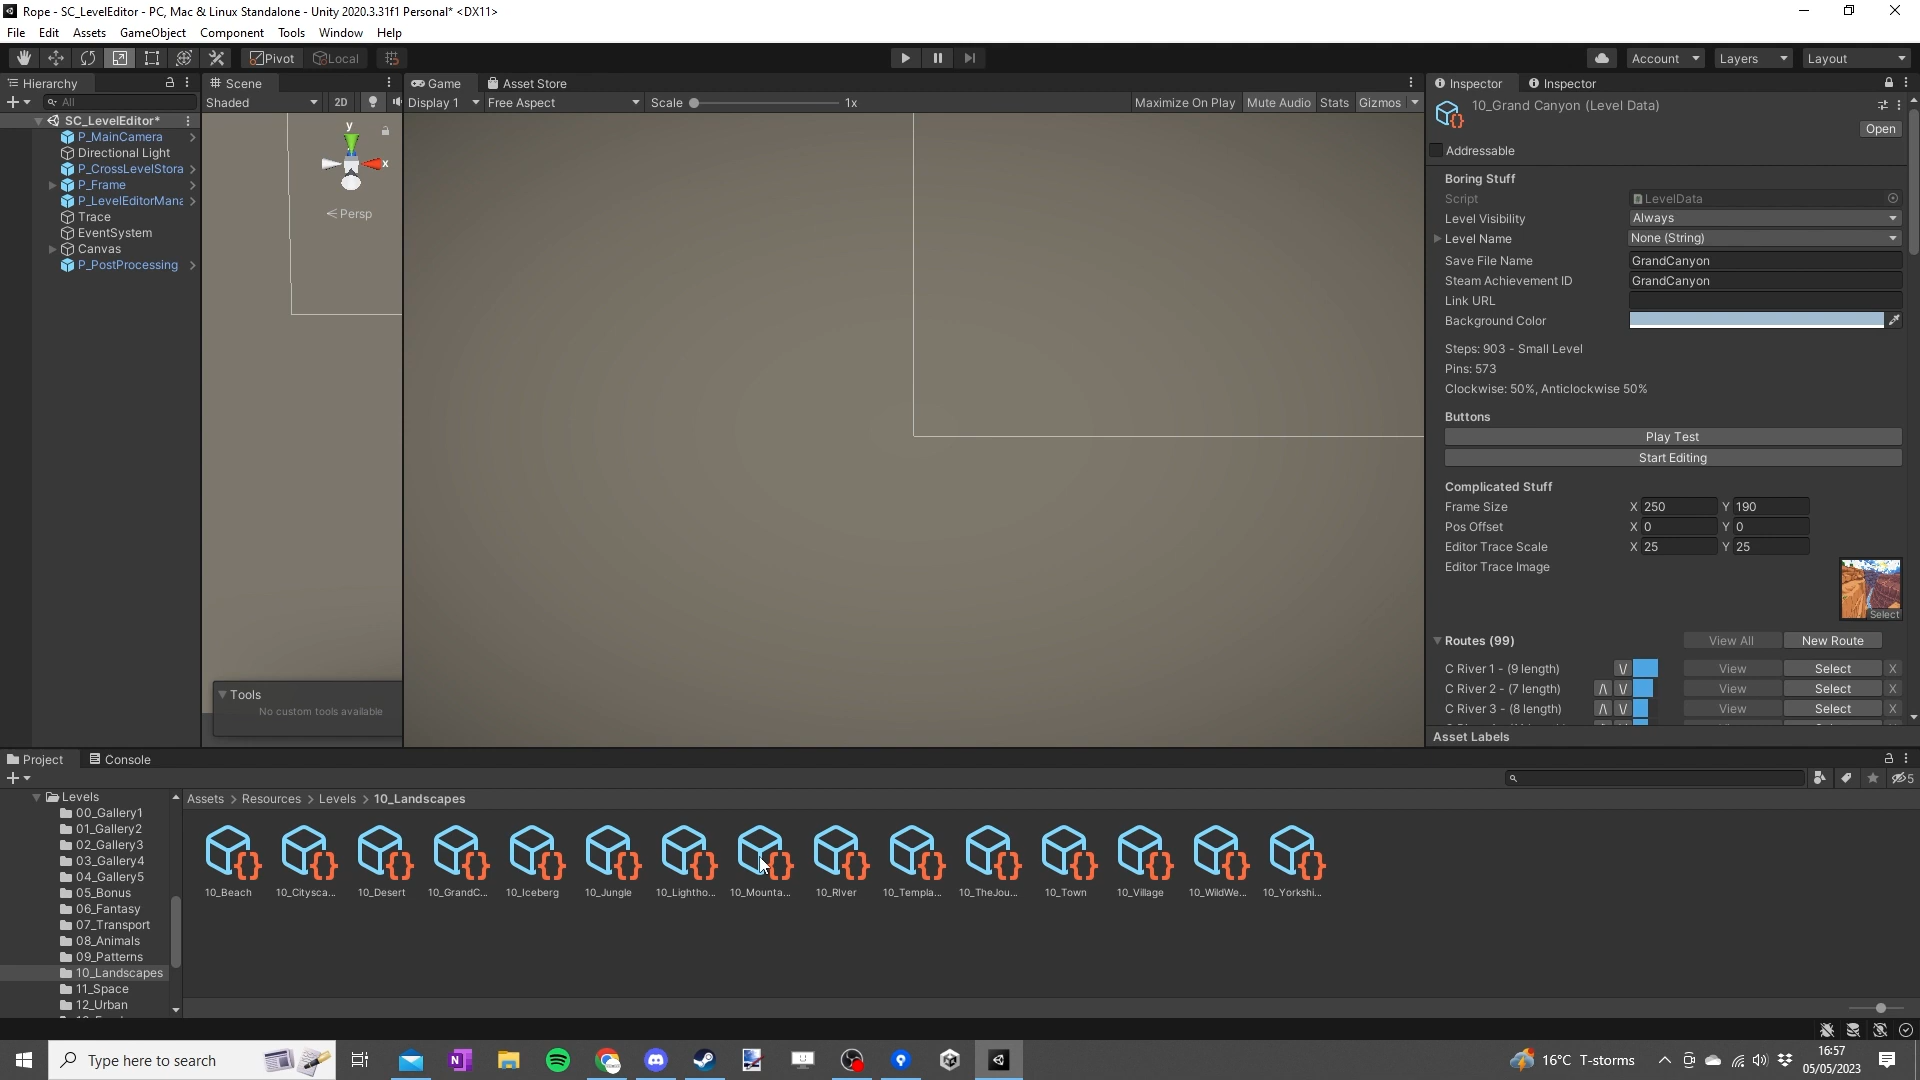 Rope - SC_LevelEditor - PC, Mac & Linux Standalone - Unity 2020.3.31f1 Personal* <DX11>
File Edit Assets GameObject Component Tools Window Help
Pivot Local
Account Layers Layout
Hierarchy
All
SC_LevelEditor*
P_MainCamera
Directional Light
P_CrossLevelStora
P_Frame
P_LevelEditorMana
Trace
EventSystem
Canvas
P_PostProcessing
Scene
Shaded 2D
y
x
Persp
Tools
No custom tools available
Game Asset Store
Display 1 Free Aspect Scale 1x Maximize On Play Mute Audio Stats Gizmos
Inspector Inspector
10_Grand Canyon (Level Data)
Open
Addressable
Boring Stuff
Script LevelData
Level Visibility Always
Level Name None (String)
Save File Name GrandCanyon
Steam Achievement ID GrandCanyon
Link URL
Background Color
Steps: 903 - Small Level
Pins: 573
Clockwise: 50%, Anticlockwise 50%
Buttons
Play Test
Start Editing
Complicated Stuff
Frame Size X 250 Y 190
Pos Offset X 0 Y 0
Editor Trace Scale X 25 Y 25
Editor Trace Image
Select
Routes (99) View All New Route
C River 1 - (9 length) \/ View Select X
C River 2 - (7 length) /\ \/ View Select X
C River 3 - (8 length) /\ \/ View Select X
Asset Labels
Project Console
5
Levels
00_Gallery1
01_Gallery2
02_Gallery3
03_Gallery4
04_Gallery5
05_Bonus
06_Fantasy
07_Transport
08_Animals
09_Patterns
10_Landscapes
11_Space
12_Urban
Assets > Resources > Levels > 10_Landscapes
10_Beach 10_Citysca... 10_Desert 10_GrandC... 10_Iceberg 10_Jungle 10_Lightho... 10_Mounta... 10_RIver 10_Templa... 10_TheJou... 10_Town 10_Village 10_WildWe... 10_Yorkshi...
Type here to search
16°C T-storms
16:57
05/05/2023